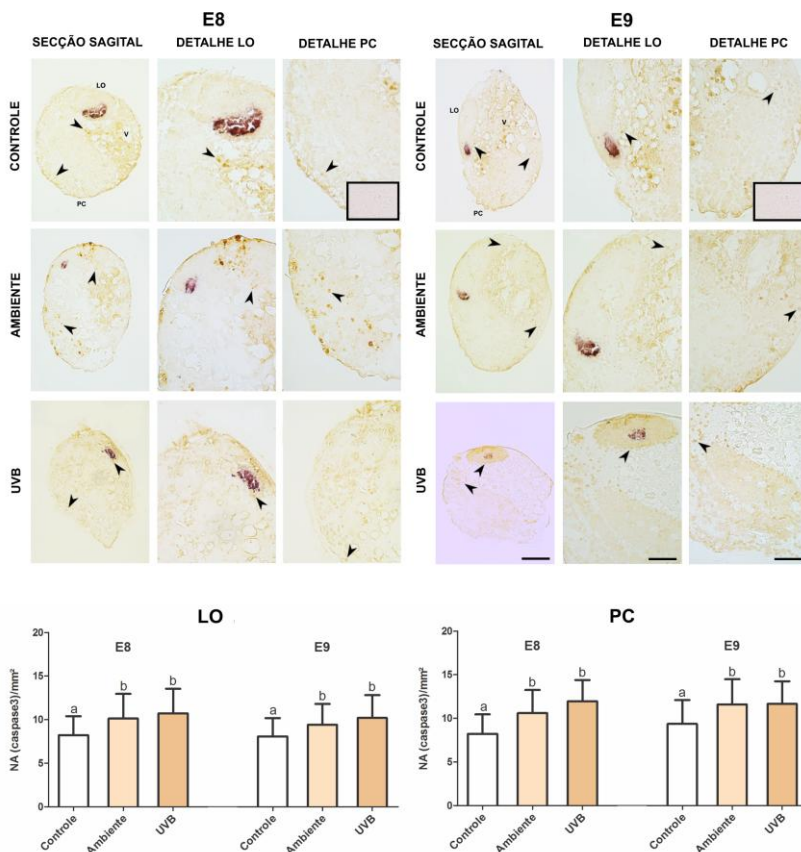 E8
E9
SECÇÃO SAGITAL DETALHE LO DETALHE PC
SECÇÃO SAGITAL DETALHE LO DETALHE PC
CONTROLE
LO
V
PC
LO
V
PC
AMBIENTE
AMBIENTE
UVB
UVB
CONTROLE
LO
PC
E8 E9
E8 E9
NA (caspase3)/mm²
20
15
10
5
0
a b b a b b
Controle Ambiente UVB Controle Ambiente UVB
NA (caspase3)/mm²
20
15
10
5
0
a b b a b b
Controle Ambiente UVB Controle Ambiente UVB